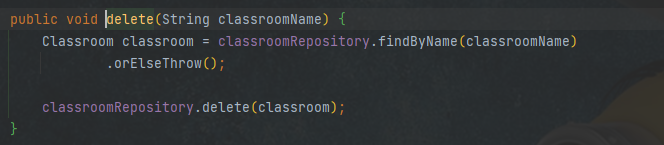 public void delete(String classroomName) {
Classroom classroom = classroomRepository.findByName(classroomName)
.orElseThrow();
classroomRepository.delete(classroom);
}